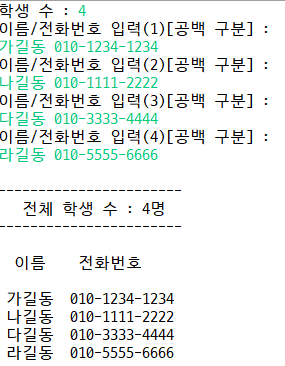 학생 수 : 4
이름/전화번호 입력(1)[공백 구분] :
가길동 010-1234-1234
이름/전화번호 입력(2)[공백 구분] :
나길동 010-1111-2222
이름/전화번호 입력(3)[공백 구분] :
다길동 010-3333-4444
이름/전화번호 입력(4)[공백 구분] :
라길동 010-5555-6666
----------------------
전체 학생 수 : 4명
----------------------
이름 전화번호
가길동 010-1234-1234
나길동 010-1111-2222
다길동 010-3333-4444
라길동 010-5555-6666